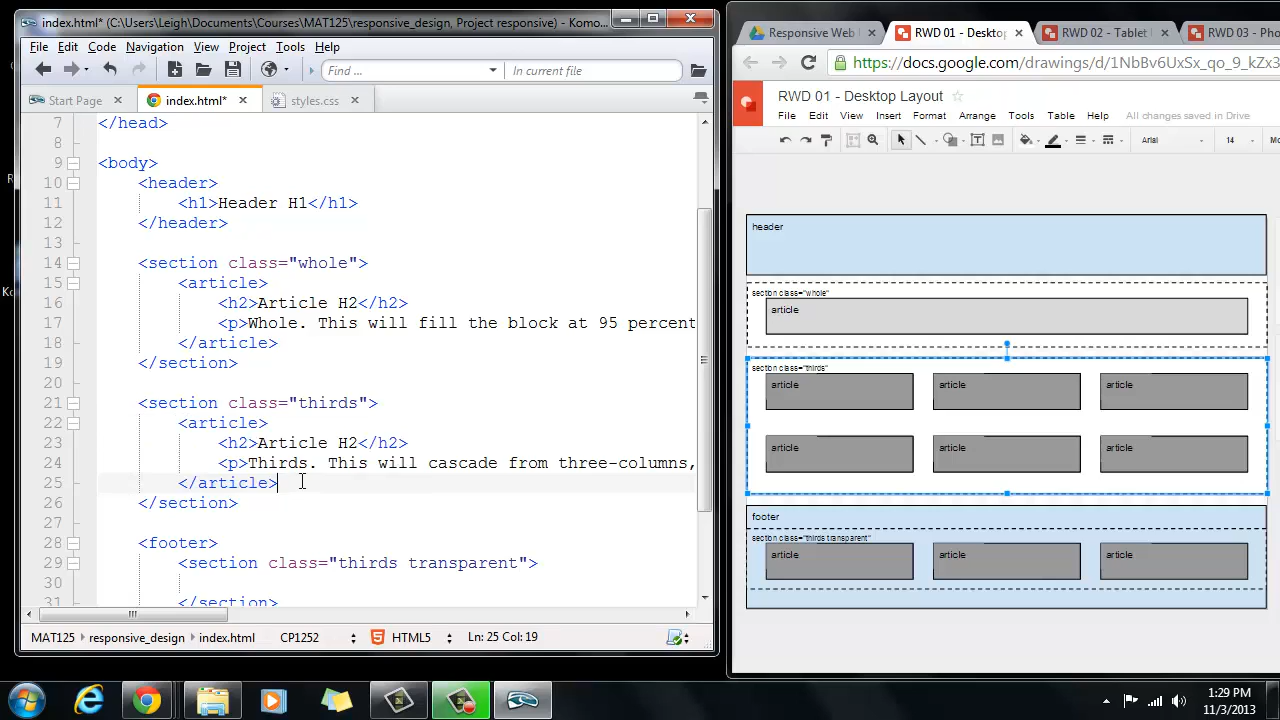 index.html* (C:\Users\Leigh\Documents\Courses\MAT125\responsive_design, Project responsive) - Komo...
File Edit Code Navigation View Project Tools Help
Find ...
In current file
Start Page
index.html*
styles.css
7 </head>
8
9 <body>
10 <header>
11 <h1>Header H1</h1>
12 </header>
13
14 <section class="whole">
15 <article>
16 <h2>Article H2</h2>
17 <p>Whole. This will fill the block at 95 percent
18 </article>
19 </section>
20
21 <section class="thirds">
22 <article>
23 <h2>Article H2</h2>
24 <p>Thirds. This will cascade from three-columns,
25 </article>
26 </section>
27
28 <footer>
29 <section class="thirds transparent">
30
31 </section>
MAT125 responsive_design index.html CP1252 HTML5 Ln: 25 Col: 19
Responsive Web
RWD 01 - Deskto
RWD 02 - Tablet
RWD 03 - Pho
https://docs.google.com/drawings/d/1NbBv6UxSx_qo_9_kZx3
RWD 01 - Desktop Layout
File Edit View Insert Format Arrange Tools Table Help All changes saved in Drive
Arial 14
header
section class="whole"
article
section class="thirds"
article article article
article article article
footer
section class="thirds transparent"
article article article
1:29 PM
11/3/2013